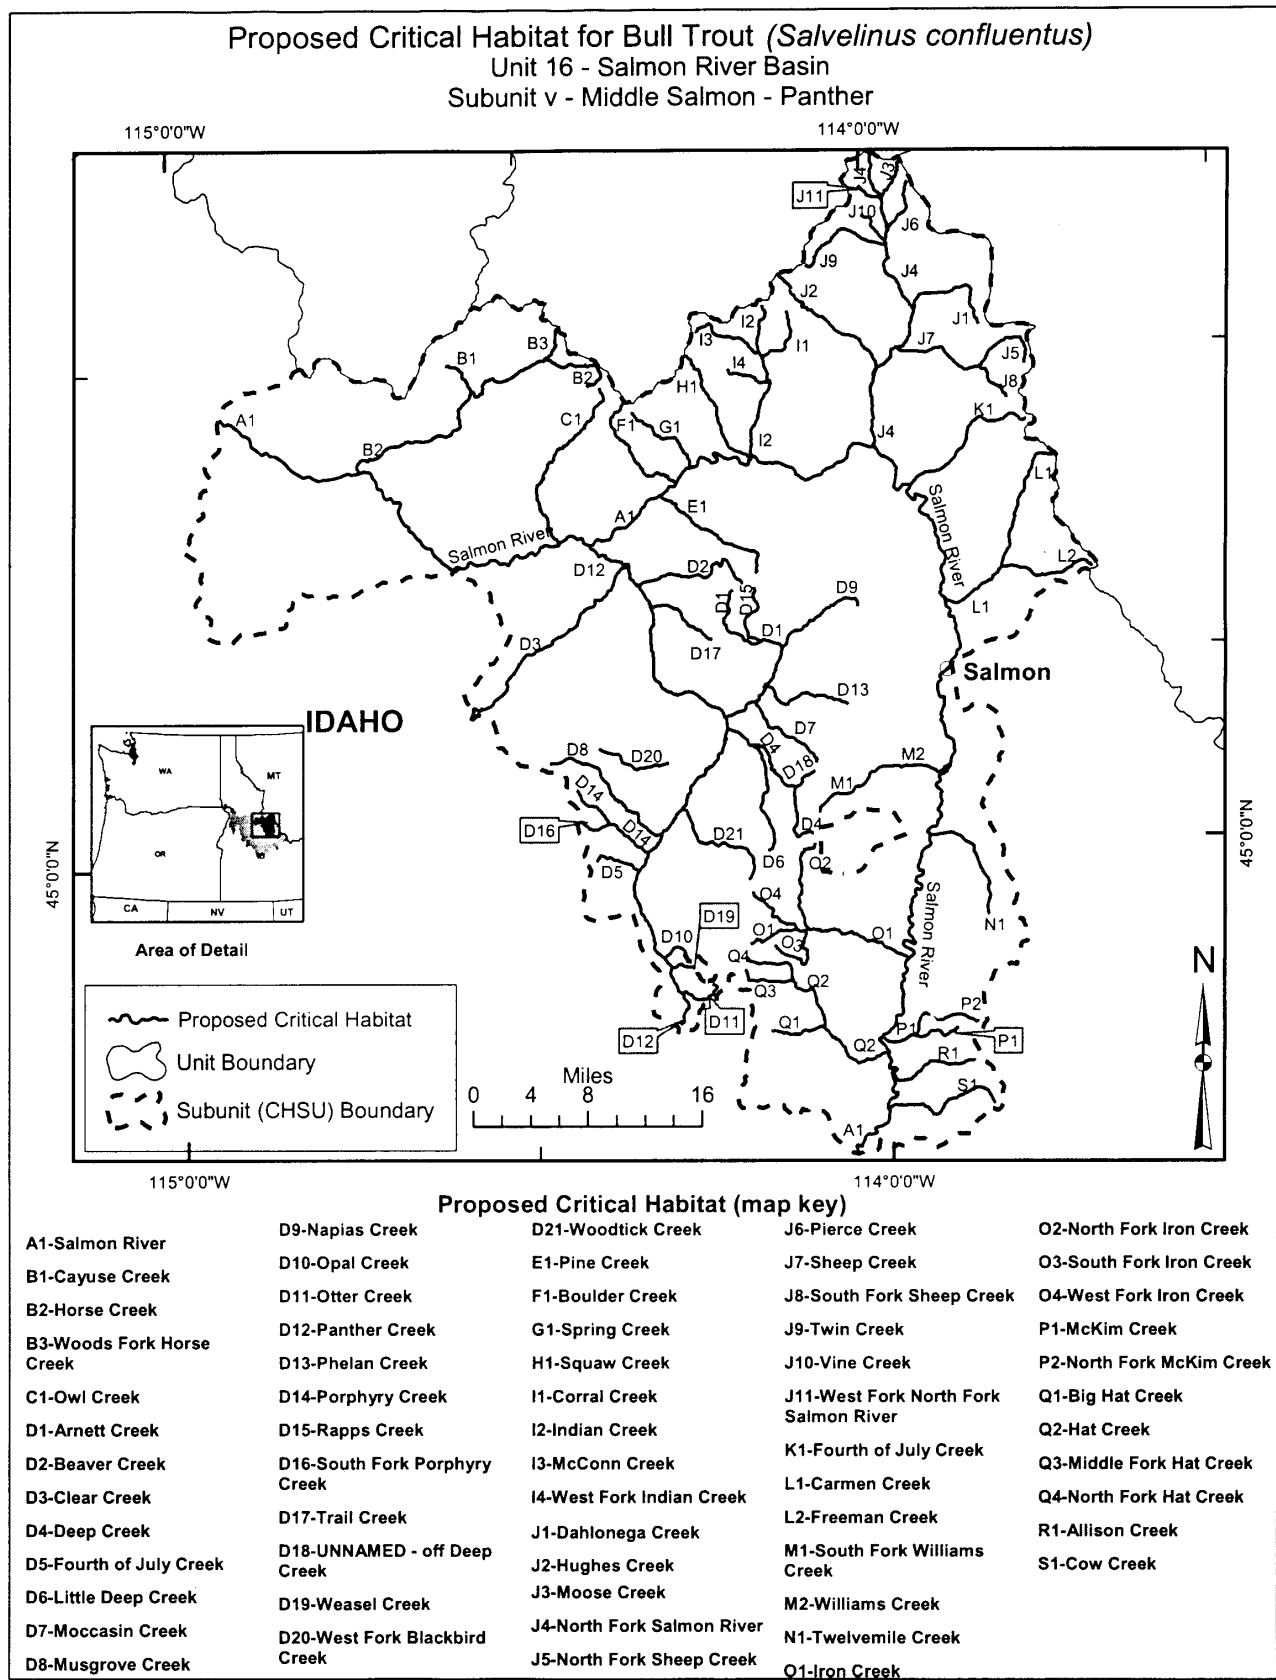 Proposed Critical Habitat for Bull Trout (Salvelinus confluentus)
Unit 16 - Salmon River Basin
Subunit v - Middle Salmon - Panther
115°0'0"W
114°0'0"W
J4
J3
J11
J10
J6
J9
J4
J2
J1
I2
I3
I1
J7
J5
B3
B1
I4
J8
B2
H1
K1
A1
C1
F1
G1
J4
B2
I2
L1
Salmon River
E1
A1
Salmon River
L2
D12
D2
D9
D1
D15
L1
D1
D3
D17
Salmon
D13
IDAHO
D7
D4
D8
D20
M2
D18
M1
WA
MT
D14
D16
D14
D4
D21
OR
ID
D6
O2
D5
45°0'0"N
45°0'0"N
O4
Salmon River
CA
NV
UT
D19
N1
O1
O1
D10
O3
Area of Detail
Q4
N
Q2
Q3
P2
Proposed Critical Habitat
D11
Q1
P1
D12
P1
Q2
Unit Boundary
R1
Miles
S1
0 4 8 16
Subunit (CHSU) Boundary
A1
115°0'0"W
114°0'0"W
Proposed Critical Habitat (map key)
A1-Salmon River
B1-Cayuse Creek
B2-Horse Creek
B3-Woods Fork Horse
Creek
C1-Owl Creek
D1-Arnett Creek
D2-Beaver Creek
D3-Clear Creek
D4-Deep Creek
D5-Fourth of July Creek
D6-Little Deep Creek
D7-Moccasin Creek
D8-Musgrove Creek
D9-Napias Creek
D10-Opal Creek
D11-Otter Creek
D12-Panther Creek
D13-Phelan Creek
D14-Porphyry Creek
D15-Rapps Creek
D16-South Fork Porphyry
Creek
D17-Trail Creek
D18-UNNAMED - off Deep
Creek
D19-Weasel Creek
D20-West Fork Blackbird
Creek
D21-Woodtick Creek
E1-Pine Creek
F1-Boulder Creek
G1-Spring Creek
H1-Squaw Creek
I1-Corral Creek
I2-Indian Creek
I3-McConn Creek
I4-West Fork Indian Creek
J1-Dahlonega Creek
J2-Hughes Creek
J3-Moose Creek
J4-North Fork Salmon River
J5-North Fork Sheep Creek
J6-Pierce Creek
J7-Sheep Creek
J8-South Fork Sheep Creek
J9-Twin Creek
J10-Vine Creek
J11-West Fork North Fork
Salmon River
K1-Fourth of July Creek
L1-Carmen Creek
L2-Freeman Creek
M1-South Fork Williams
Creek
M2-Williams Creek
N1-Twelvemile Creek
O1-Iron Creek
O2-North Fork Iron Creek
O3-South Fork Iron Creek
O4-West Fork Iron Creek
P1-McKim Creek
P2-North Fork McKim Creek
Q1-Big Hat Creek
Q2-Hat Creek
Q3-Middle Fork Hat Creek
Q4-North Fork Hat Creek
R1-Allison Creek
S1-Cow Creek